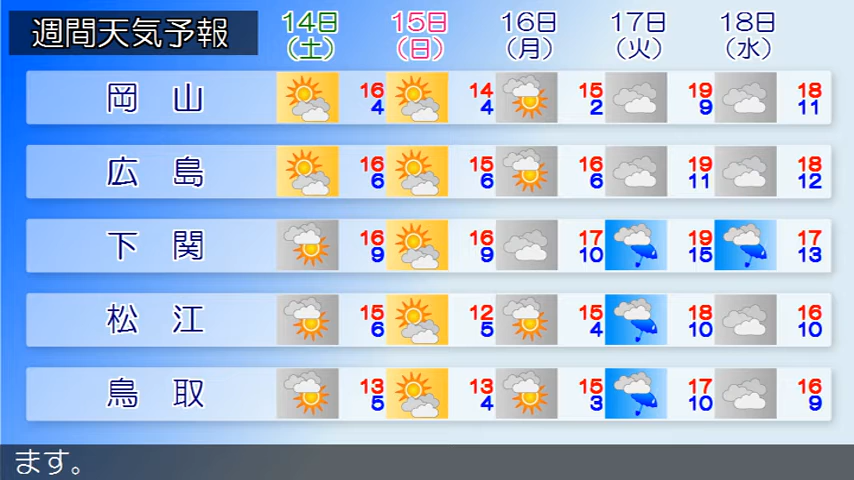 週間天気予報 14日 15日 16日 17日 18日
(土) (日) (月) (火) (水)
岡 山 16 14 15 19 18
4 4 2 9 11
広 島 16 15 16 19 18
6 6 6 11 12
下 関 16 16 17 19 17
9 9 10 15 13
松 江 15 12 15 18 16
6 5 4 10 10
鳥 取 13 13 15 17 16
5 4 3 10 9
ます。